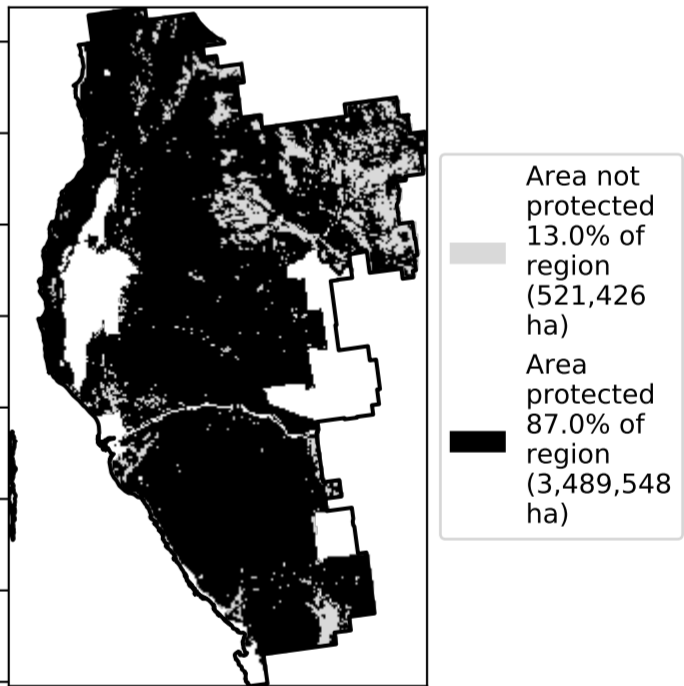 Area not
protected
13.0% of
region
(521,426
ha)
Area
protected
87.0% of
region
(3,489,548
ha)